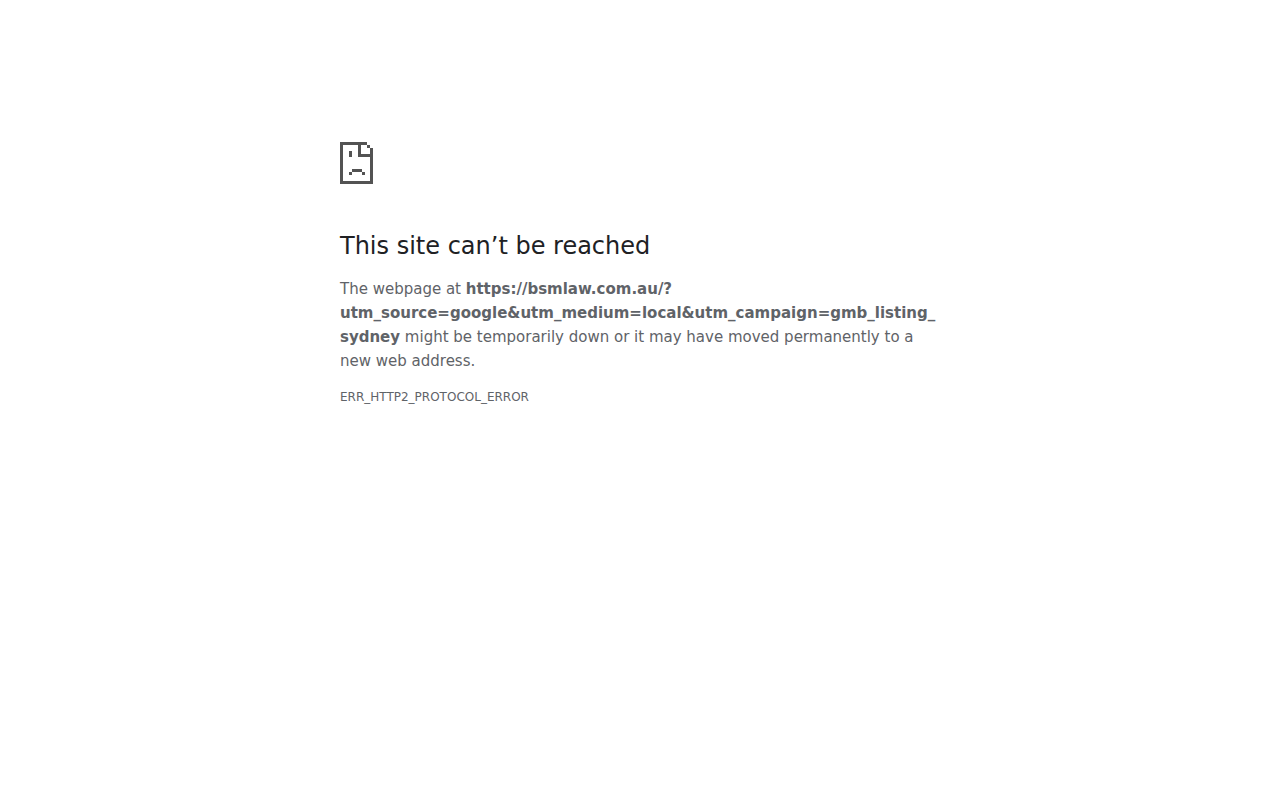 This site can’t be reached
The webpage at https://bsmlaw.com.au/?
utm_source=google&utm_medium=local&utm_campaign=gmb_listing_
sydney might be temporarily down or it may have moved permanently to a
new web address.
ERR_HTTP2_PROTOCOL_ERROR